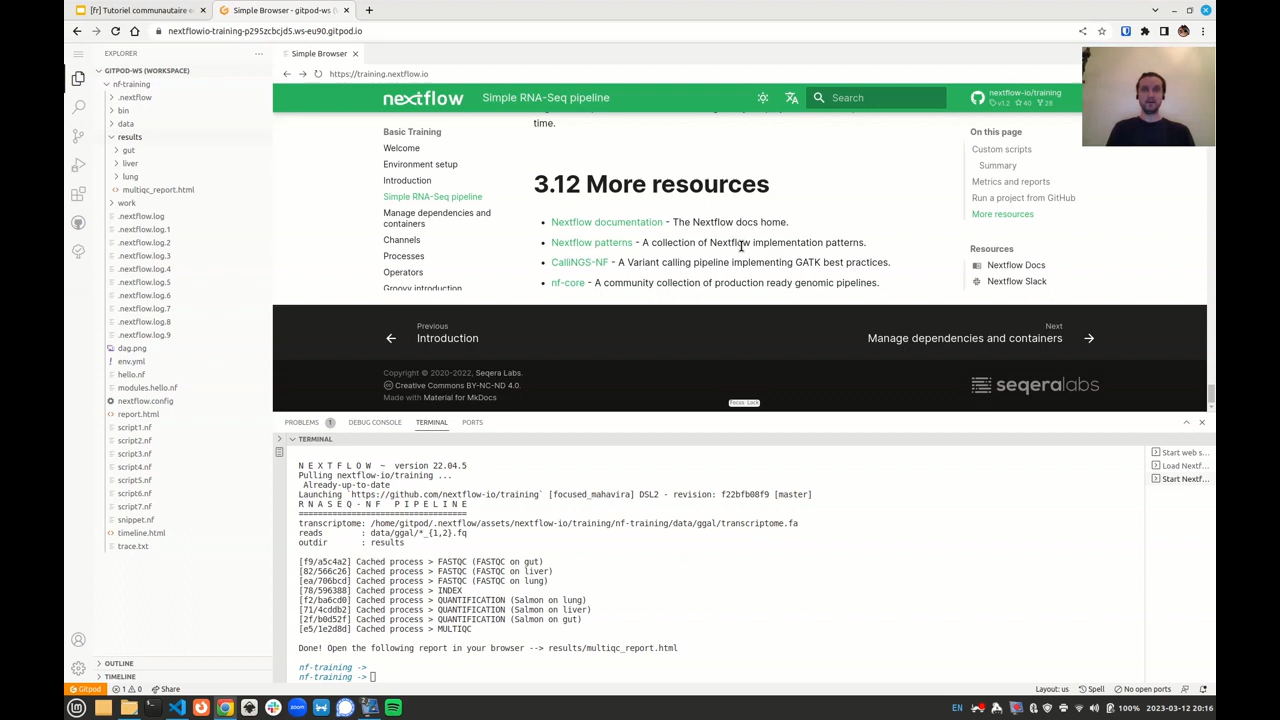 [fr] Tutoriel communautaire
Simple Browser - gitpod-ws (
nextflowio-training-p295zcbcjd5.ws-eu90.gitpod.io
EXPLORER
GITPOD-WS (WORKSPACE)
nf-training
.nextflow
bin
data
results
gut
liver
lung
multiqc_report.html
work
.nextflow.log
.nextflow.log.1
.nextflow.log.2
.nextflow.log.3
.nextflow.log.4
.nextflow.log.5
.nextflow.log.6
.nextflow.log.7
.nextflow.log.8
.nextflow.log.9
dag.png
env.yml
hello.nf
modules.hello.nf
nextflow.config
report.html
script1.nf
script2.nf
script3.nf
script4.nf
script5.nf
script6.nf
script7.nf
snippet.nf
timeline.html
trace.txt
OUTLINE
TIMELINE
Simple Browser
https://training.nextflow.io
nextflow
Simple RNA-Seq pipeline
Search
nextflow-io/training
v1.2 40 28
Basic Training
Welcome
Environment setup
Introduction
Simple RNA-Seq pipeline
Manage dependencies and
containers
Channels
Processes
Operators
Groovy introduction
time.
3.12 More resources
Nextflow documentation - The Nextflow docs home.
Nextflow patterns - A collection of Nextflow implementation patterns.
CalliNGS-NF - A Variant calling pipeline implementing GATK best practices.
nf-core - A community collection of production ready genomic pipelines.
On this page
Custom scripts
Summary
Metrics and reports
Run a project from GitHub
More resources
Resources
Nextflow Docs
Nextflow Slack
Previous
Introduction
Next
Manage dependencies and containers
Copyright © 2020-2022, Seqera Labs.
Creative Commons BY-NC-ND 4.0.
Made with Material for MkDocs
seqeralabs
Focus Lock
PROBLEMS 1 DEBUG CONSOLE TERMINAL PORTS
TERMINAL
N E X T F L O W ~ version 22.04.5
Pulling nextflow-io/training ...
Already-up-to-date
Launching `https://github.com/nextflow-io/training` [focused_mahavira] DSL2 - revision: f22bfb08f9 [master]
R N A S E Q - N F   P I P E L I N E
===================================
transcriptome: /home/gitpod/.nextflow/assets/nextflow-io/training/nf-training/data/ggal/transcriptome.fa
reads : data/ggal/*_{1,2}.fq
outdir : results
[f9/a5c4a2] Cached process > FASTQC (FASTQC on gut)
[82/566c26] Cached process > FASTQC (FASTQC on liver)
[ea/706bcd] Cached process > FASTQC (FASTQC on lung)
[78/596388] Cached process > INDEX
[f2/ba6cd0] Cached process > QUANTIFICATION (Salmon on lung)
[71/4cddb2] Cached process > QUANTIFICATION (Salmon on liver)
[2f/b0d52f] Cached process > QUANTIFICATION (Salmon on gut)
[e5/1e2d8d] Cached process > MULTIQC
Done! Open the following report in your browser --> results/multiqc_report.html
nf-training ->
nf-training ->
Start web s...
Load Nextf...
Start Nextf...
Gitpod 1 0 Share
Layout: us Spell No open ports
EN 100% 2023-03-12 20:16